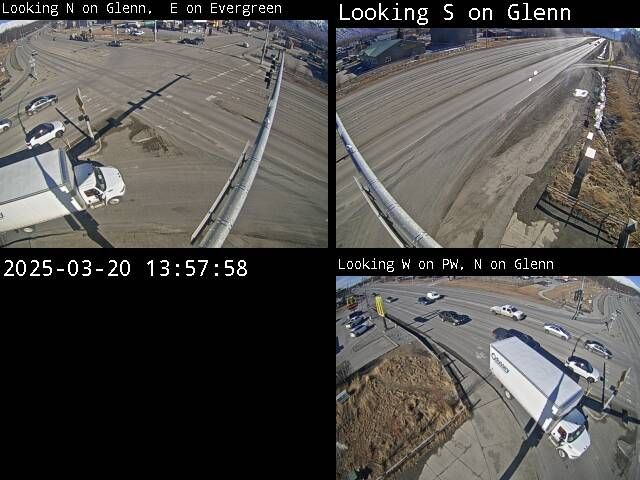 Looking N on Glenn,  E on Evergreen
Looking S on Glenn
2025-03-20 13:57:58
Looking W on PW, N on Glenn